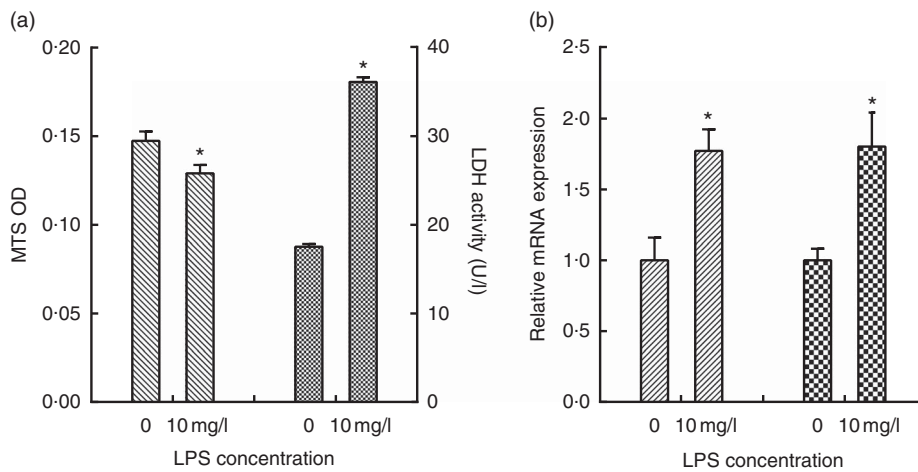 (a)
0·20
0·15
0·10
0·05
0·00
MTS OD
*
*
40
30
20
10
0
LDH activity (U/l)
0 10 mg/l 0 10 mg/l
LPS concentration
(b)
2·5
2·0
1·5
1·0
0·5
0·0
Relative mRNA expression
*
*
0 10 mg/l 0 10 mg/l
LPS concentration